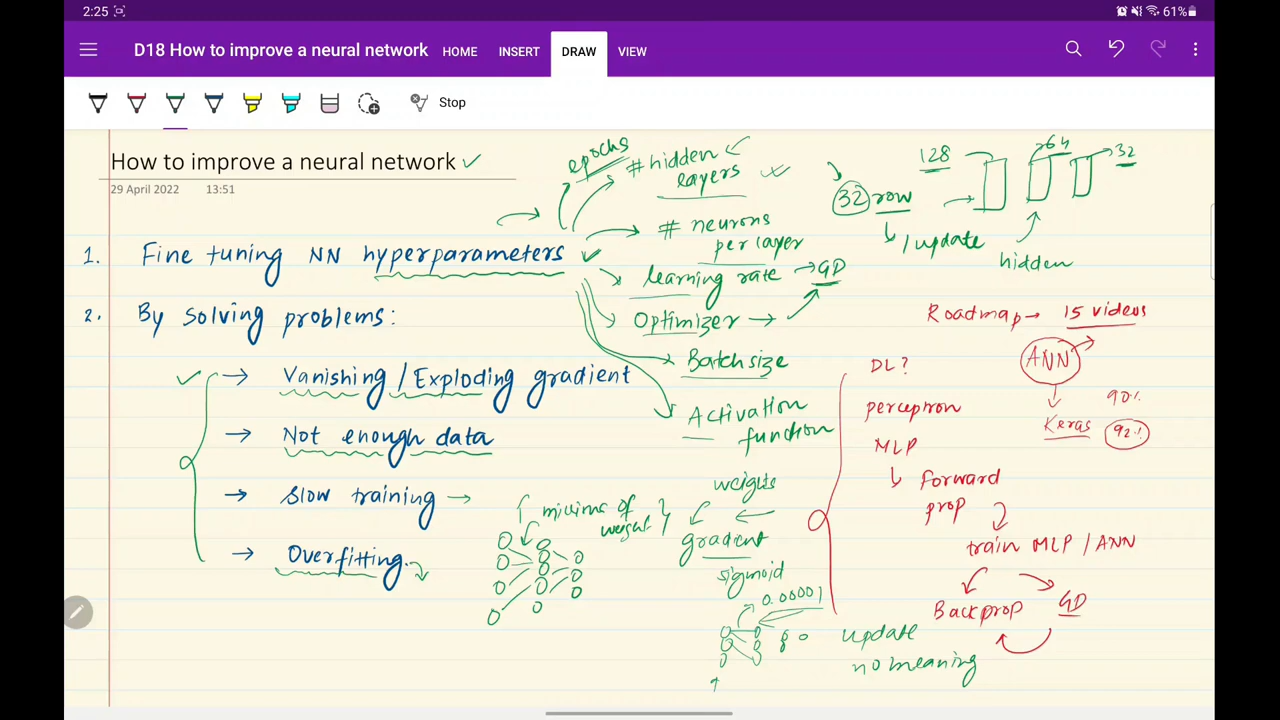 2:25
61%
D18 How to improve a neural network
HOME
INSERT
DRAW
VIEW
Stop
How to improve a neural network
29 April 2022
13:51
1. Fine tuning NN hyperparameters
2. By solving problems:
→ Vanishing / Exploding gradient
→ Not enough data
→ Slow training →
→ Overfitting.
epochs
# hidden
layers
# neurons
per layer
learning rate → GD
Optimizer →
Batch size
Activation
function
128
64
32
32 row
1 update
hidden
Roadmap → 15 videos
ANN
Keras
90%
92%
DL?
perceptron
MLP
Forward
prop
train MLP / ANN
Backprop
GD
millions of
weight
weights
gradient
sigmoid
0.00001
update
no meaning